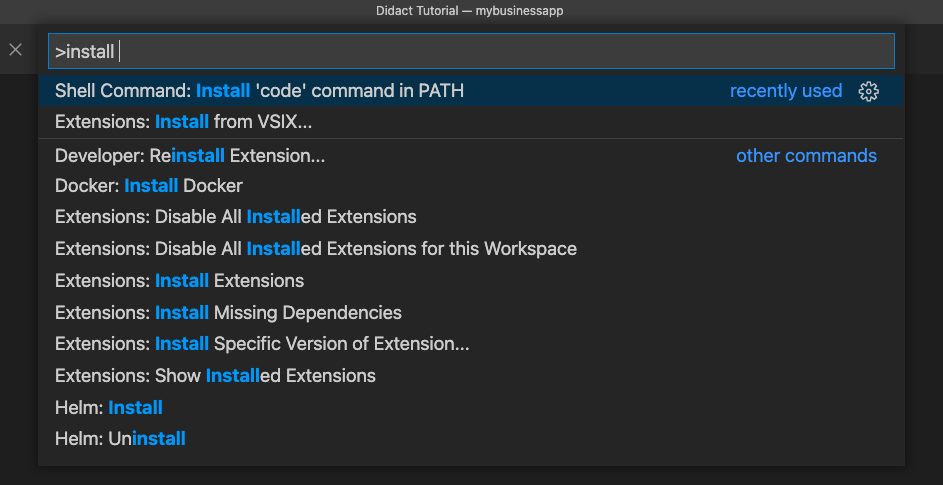 Didact Tutorial — mybusinessapp
>install
Shell Command: Install 'code' command in PATH recently used
Extensions: Install from VSIX...
Developer: Reinstall Extension... other commands
Docker: Install Docker
Extensions: Disable All Installed Extensions
Extensions: Disable All Installed Extensions for this Workspace
Extensions: Install Extensions
Extensions: Install Missing Dependencies
Extensions: Install Specific Version of Extension...
Extensions: Show Installed Extensions
Helm: Install
Helm: Uninstall